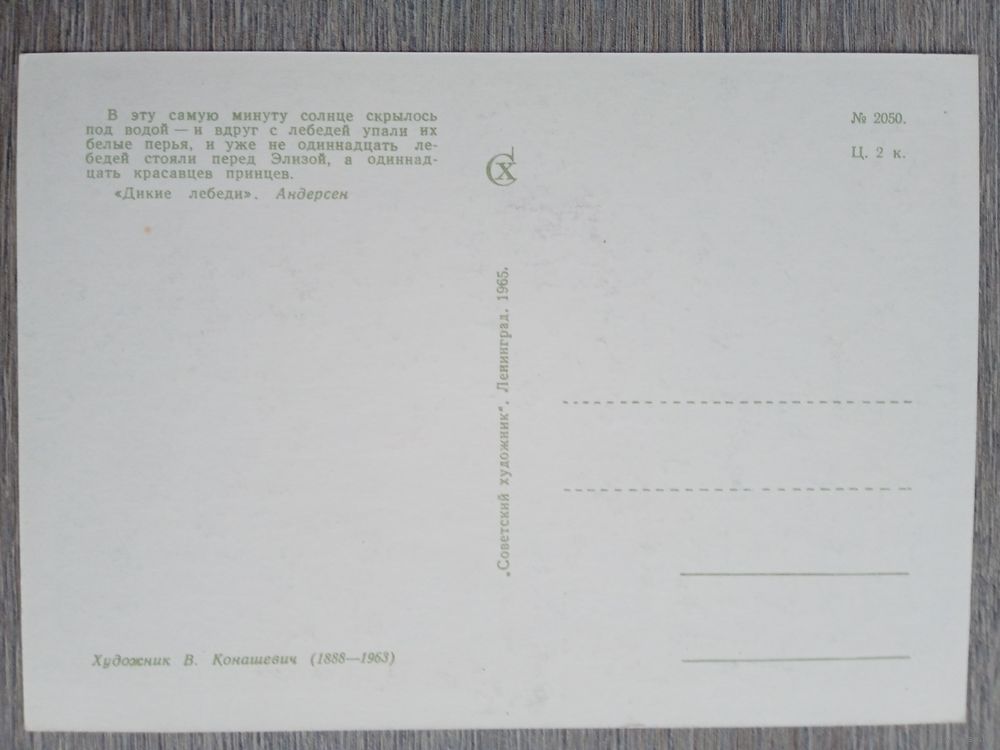 В эту самую минуту солнце скрылось
под водой — и вдруг с лебедей упали их
белые перья, и уже не одиннадцать ле-
бедей стояли перед Элизой, а одиннад-
цать красавцев принцев.
«Дикие лебеди». Андерсен
Художник В. Конашевич (1888—1963)
СХ
„Советский художник“. Ленинград. 1965.
№ 2050.
Ц. 2 к.